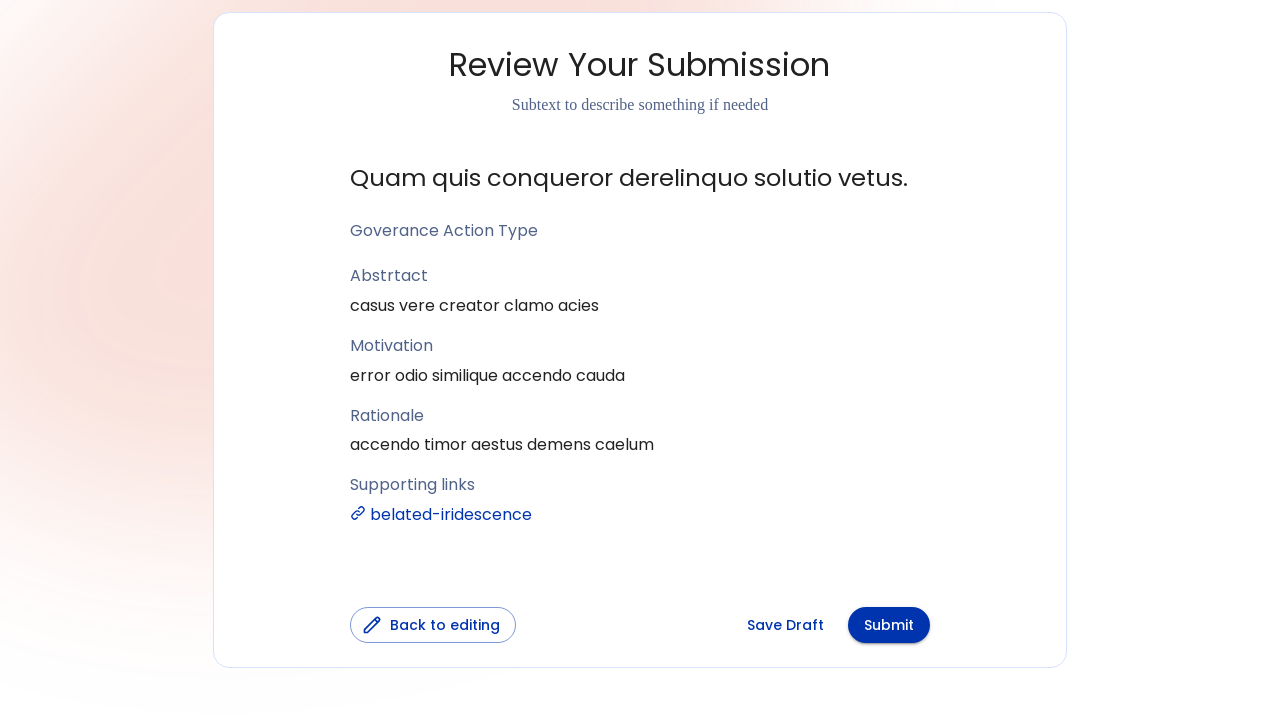 Review Your Submission
Subtext to describe something if needed
Quam quis conqueror derelinquo solutio vetus.
Goverance Action Type
Abstrtact
casus vere creator clamo acies
Motivation
error odio similique accendo cauda
Rationale
accendo timor aestus demens caelum
Supporting links
belated-iridescence
Back to editing
Save Draft
Submit